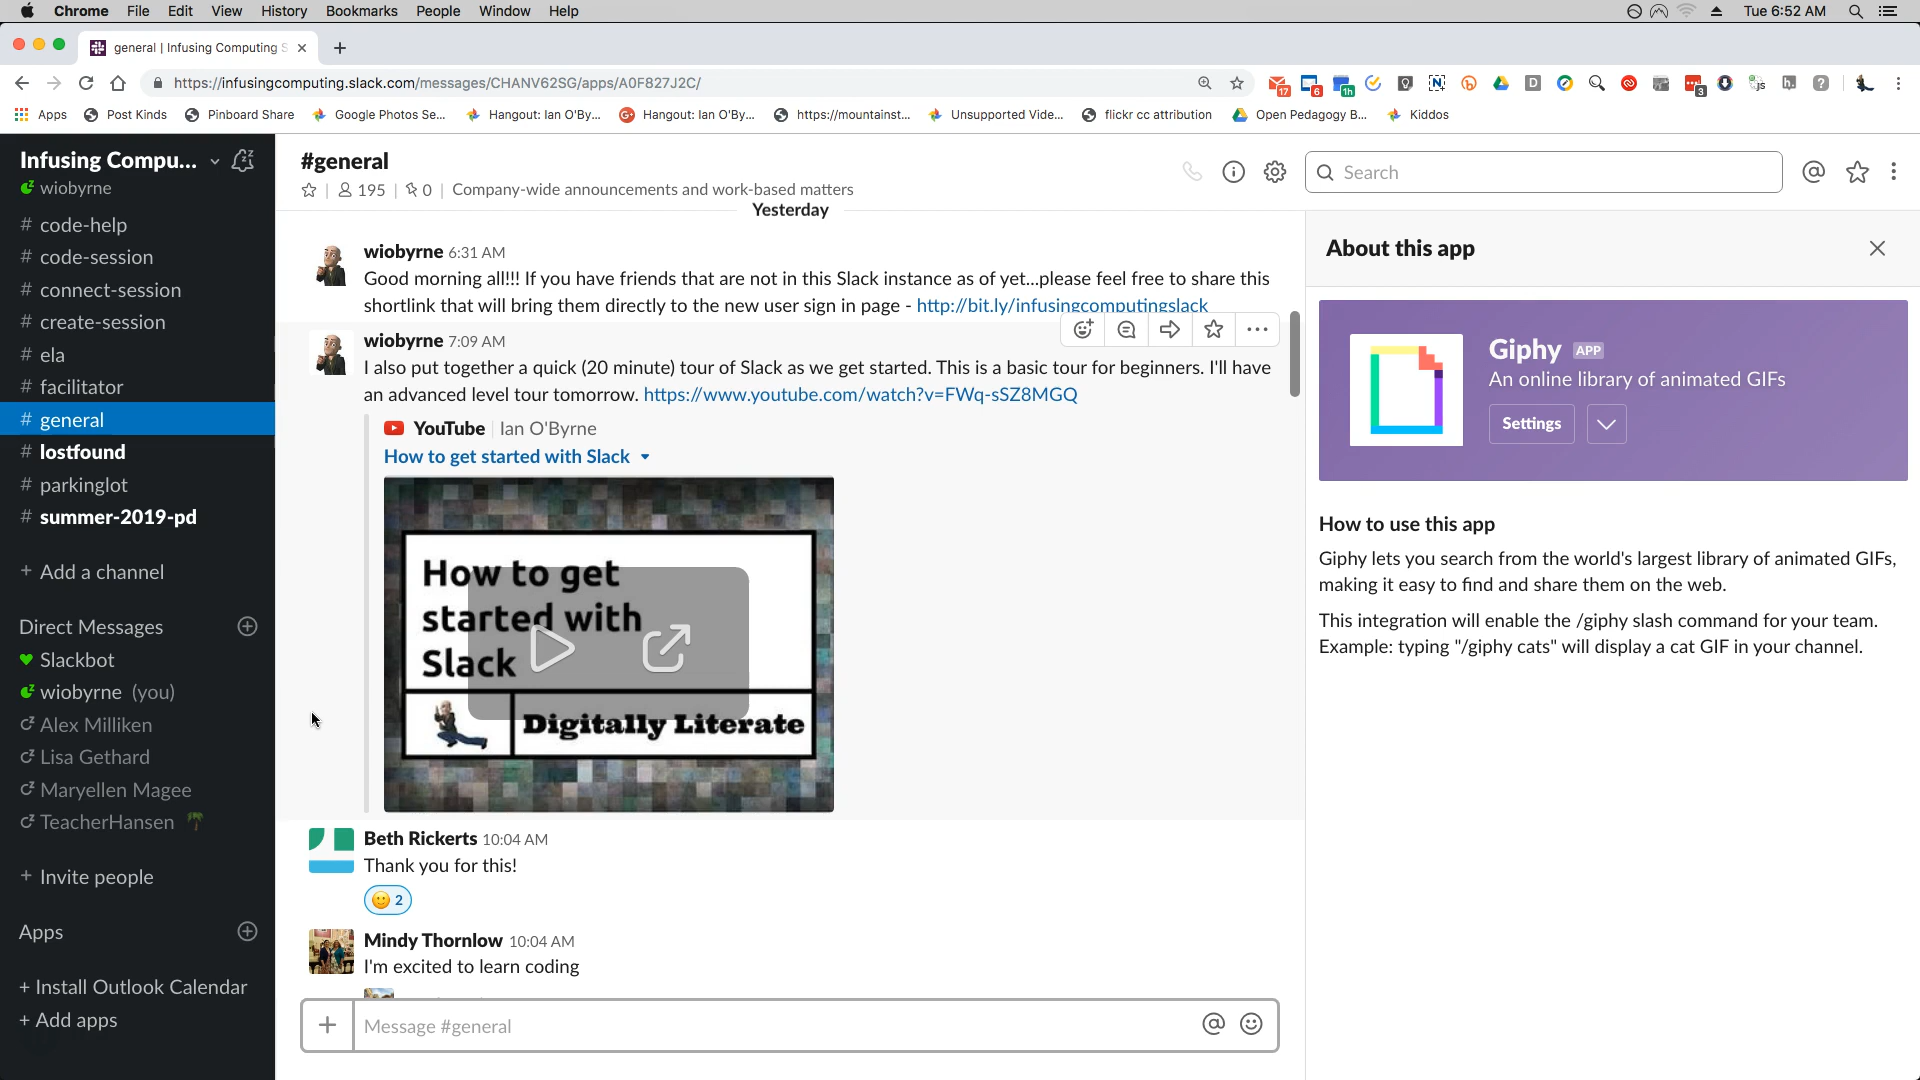 Chrome File Edit View History Bookmarks People Window Help Tue 6:52 AM
general | Infusing Computing S
https://infusingcomputing.slack.com/messages/CHANV62SG/apps/A0F827J2C/
17 6 1h 3
Apps Post Kinds Pinboard Share Google Photos Se... Hangout: Ian O'By... Hangout: Ian O'By... https://mountainst... Unsupported Vide... flickr cc attribution Open Pedagogy B... Kiddos
Infusing Compu...
wiobyrne
# code-help
# code-session
# connect-session
# create-session
# ela
# facilitator
# general
# lostfound
# parkinglot
# summer-2019-pd
+ Add a channel
Direct Messages
Slackbot
wiobyrne (you)
Alex Milliken
Lisa Gethard
Maryellen Magee
TeacherHansen
+ Invite people
Apps
+ Install Outlook Calendar
+ Add apps
#general
195 | 0 | Company-wide announcements and work-based matters
Search
Yesterday
wiobyrne 6:31 AM
Good morning all!!! If you have friends that are not in this Slack instance as of yet...please feel free to share this
shortlink that will bring them directly to the new user sign in page - http://bit.ly/infusingcomputingslack
wiobyrne 7:09 AM
I also put together a quick (20 minute) tour of Slack as we get started. This is a basic tour for beginners. I'll have
an advanced level tour tomorrow. https://www.youtube.com/watch?v=FWq-sSZ8MGQ
YouTube | Ian O'Byrne
How to get started with Slack
How to get
started with
Slack
Digitally Literate
Beth Rickerts 10:04 AM
Thank you for this!
2
Mindy Thornlow 10:04 AM
I'm excited to learn coding
Message #general
About this app
Giphy APP
An online library of animated GIFs
Settings
How to use this app
Giphy lets you search from the world's largest library of animated GIFs,
making it easy to find and share them on the web.
This integration will enable the /giphy slash command for your team.
Example: typing "/giphy cats" will display a cat GIF in your channel.